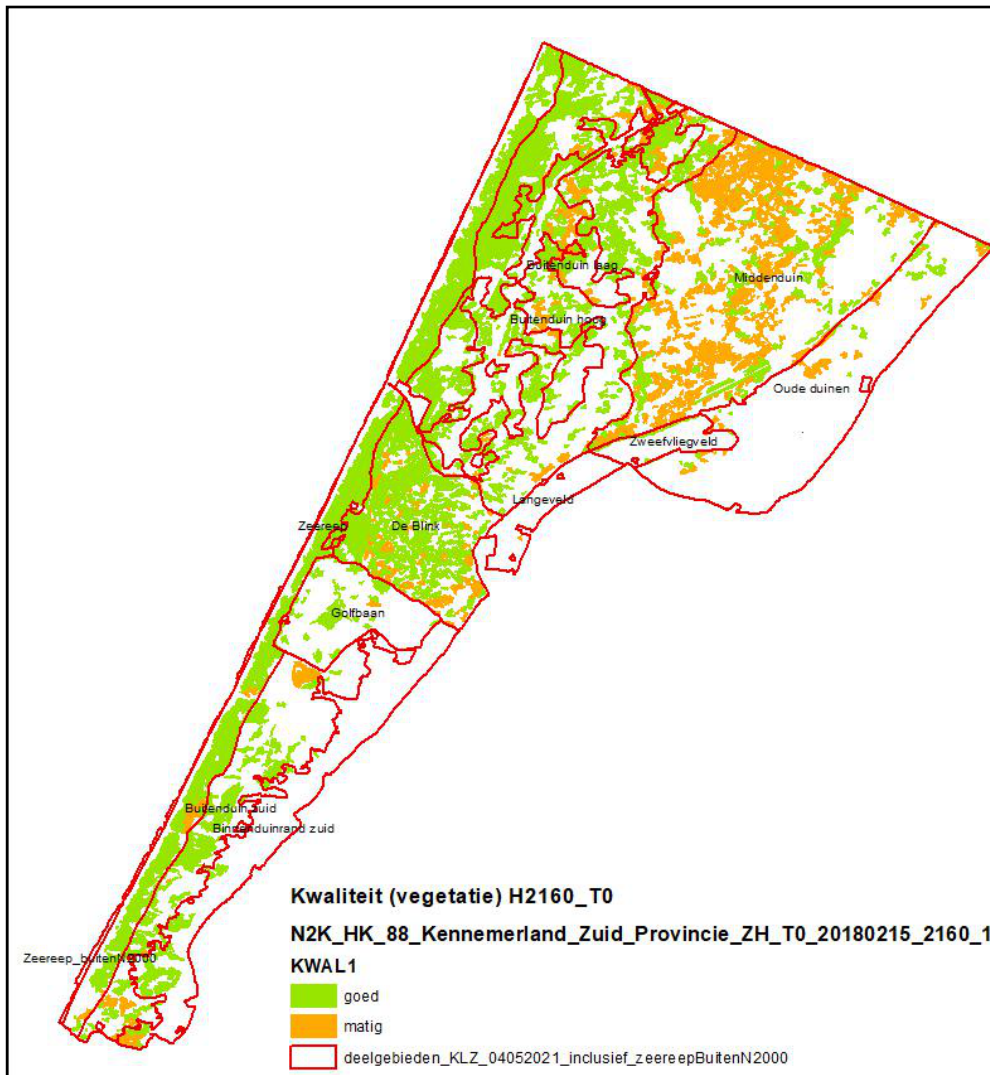 Buitenduin laag
Middenduin
Buitenduin hoog
Oude duinen
Zweefvliegveld
Langeveld
Zeereep
De Blink
Golfbaan
Buitenduin zuid
Binnenduinrand zuid
Zeereep_buitenN2000
Kwaliteit (vegetatie) H2160_T0
N2K_HK_88_Kennemerland_Zuid_Provincie_ZH_T0_20180215_2160_1
KWAL1
goed
matig
deelgebieden_KLZ_04052021_inclusief_zeereepBuitenN2000